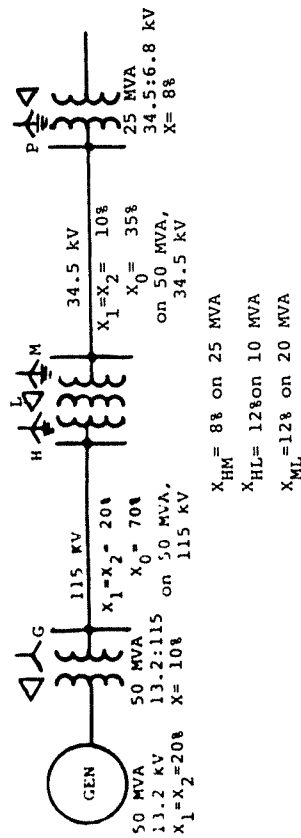 GEN
50 MVA
13.2 kV
X₁=X₂=20%
50 MVA
13.2:115
X= 10%
G
115 kV
X₁=X₂= 20%
X₀ = 70%
on 50 MVA,
115 kV
H
L
M
34.5 kV
X₁=X₂= 10%
X₀ = 35%
on 50 MVA,
34.5 kV
P
25 MVA
34.5:6.8 kV
X= 8%
X_HM = 8% on 25 MVA
X_HL= 12%on 10 MVA
X_ML =12% on 20 MVA